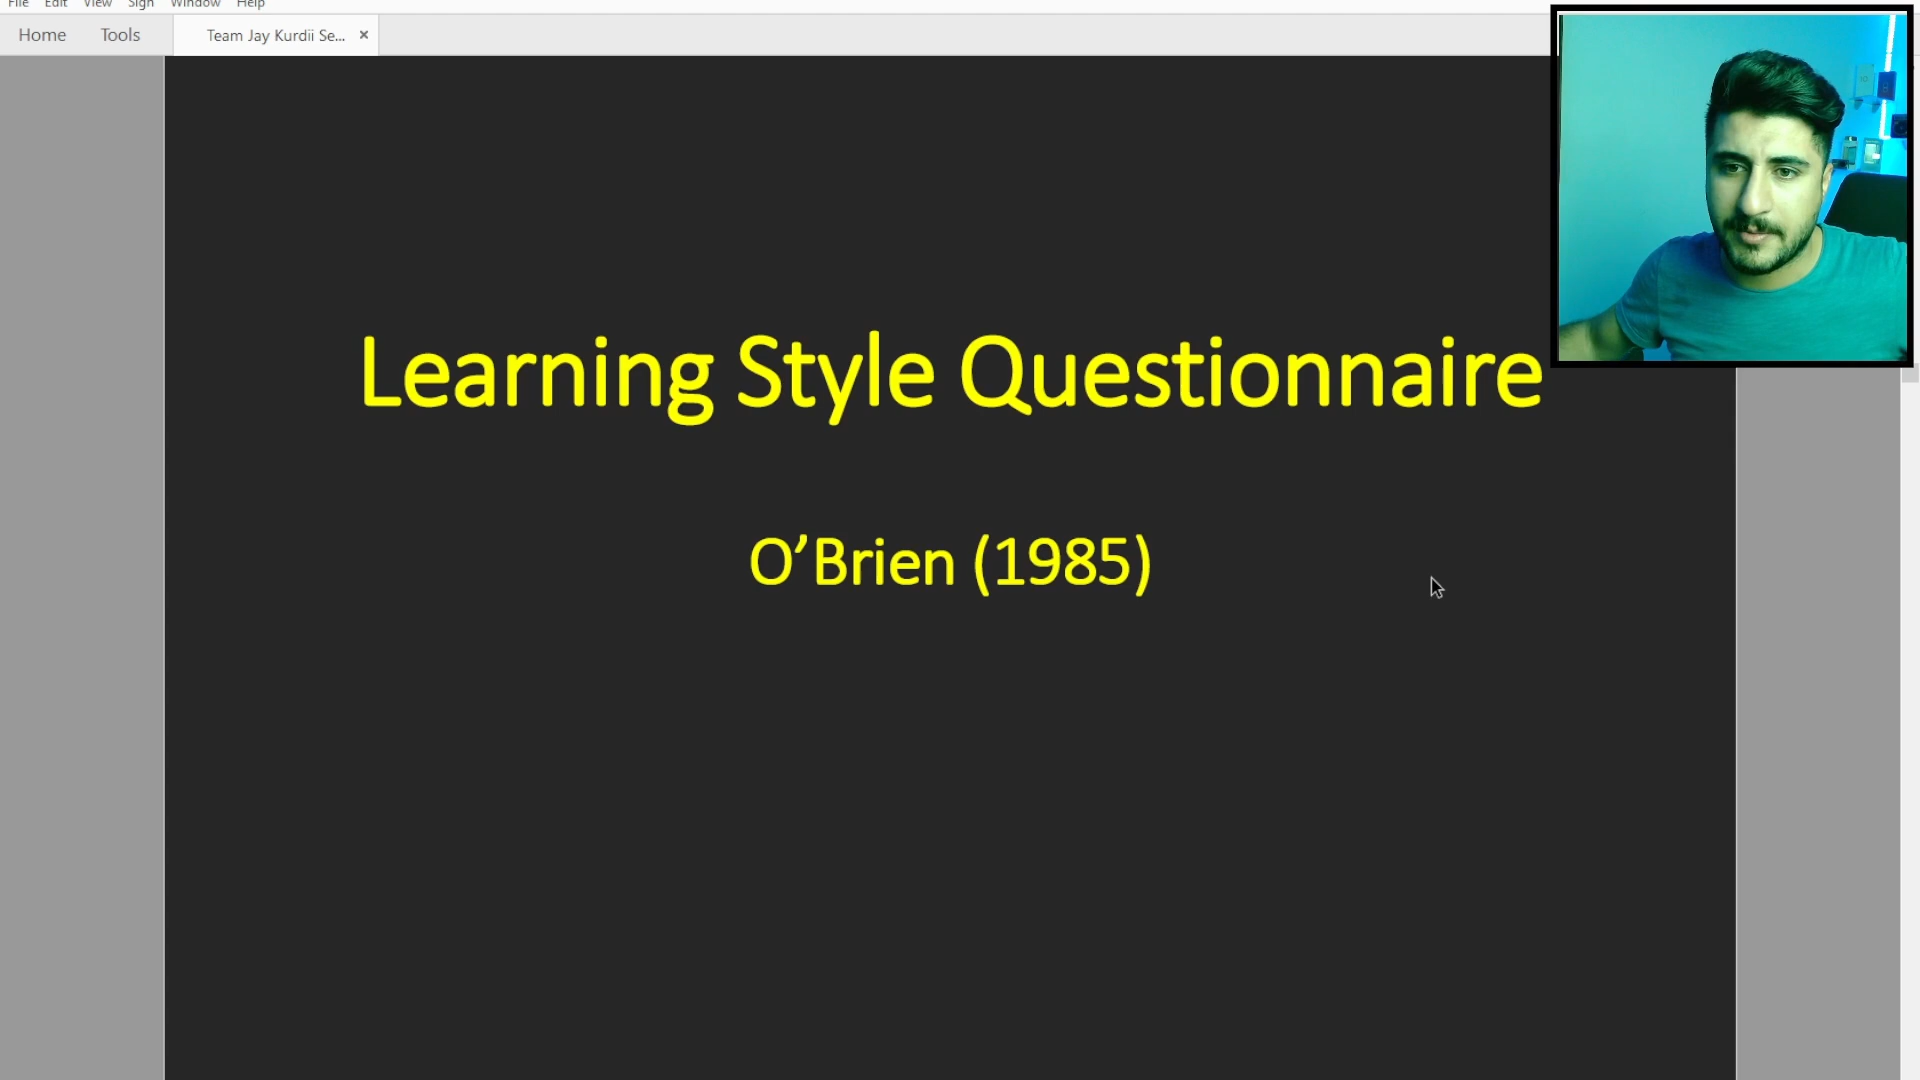 File Edit View Sign Window Help
Home Tools Team Jay Kurdii Se... ×
Learning Style Questionnaire
O’Brien (1985)